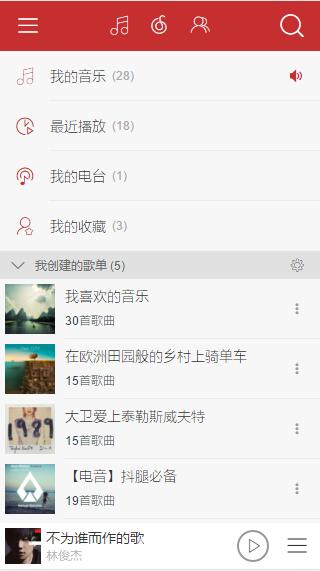 我的音乐 (28)
最近播放 (18)
我的电台 (1)
我的收藏 (3)
我创建的歌单 (5)
我喜欢的音乐
30首歌曲
在欧洲田园般的乡村上骑单车
15首歌曲
1989
大卫爱上泰勒斯威夫特
15首歌曲
【电音】抖腿必备
19首歌曲
不为谁而作的歌
林俊杰